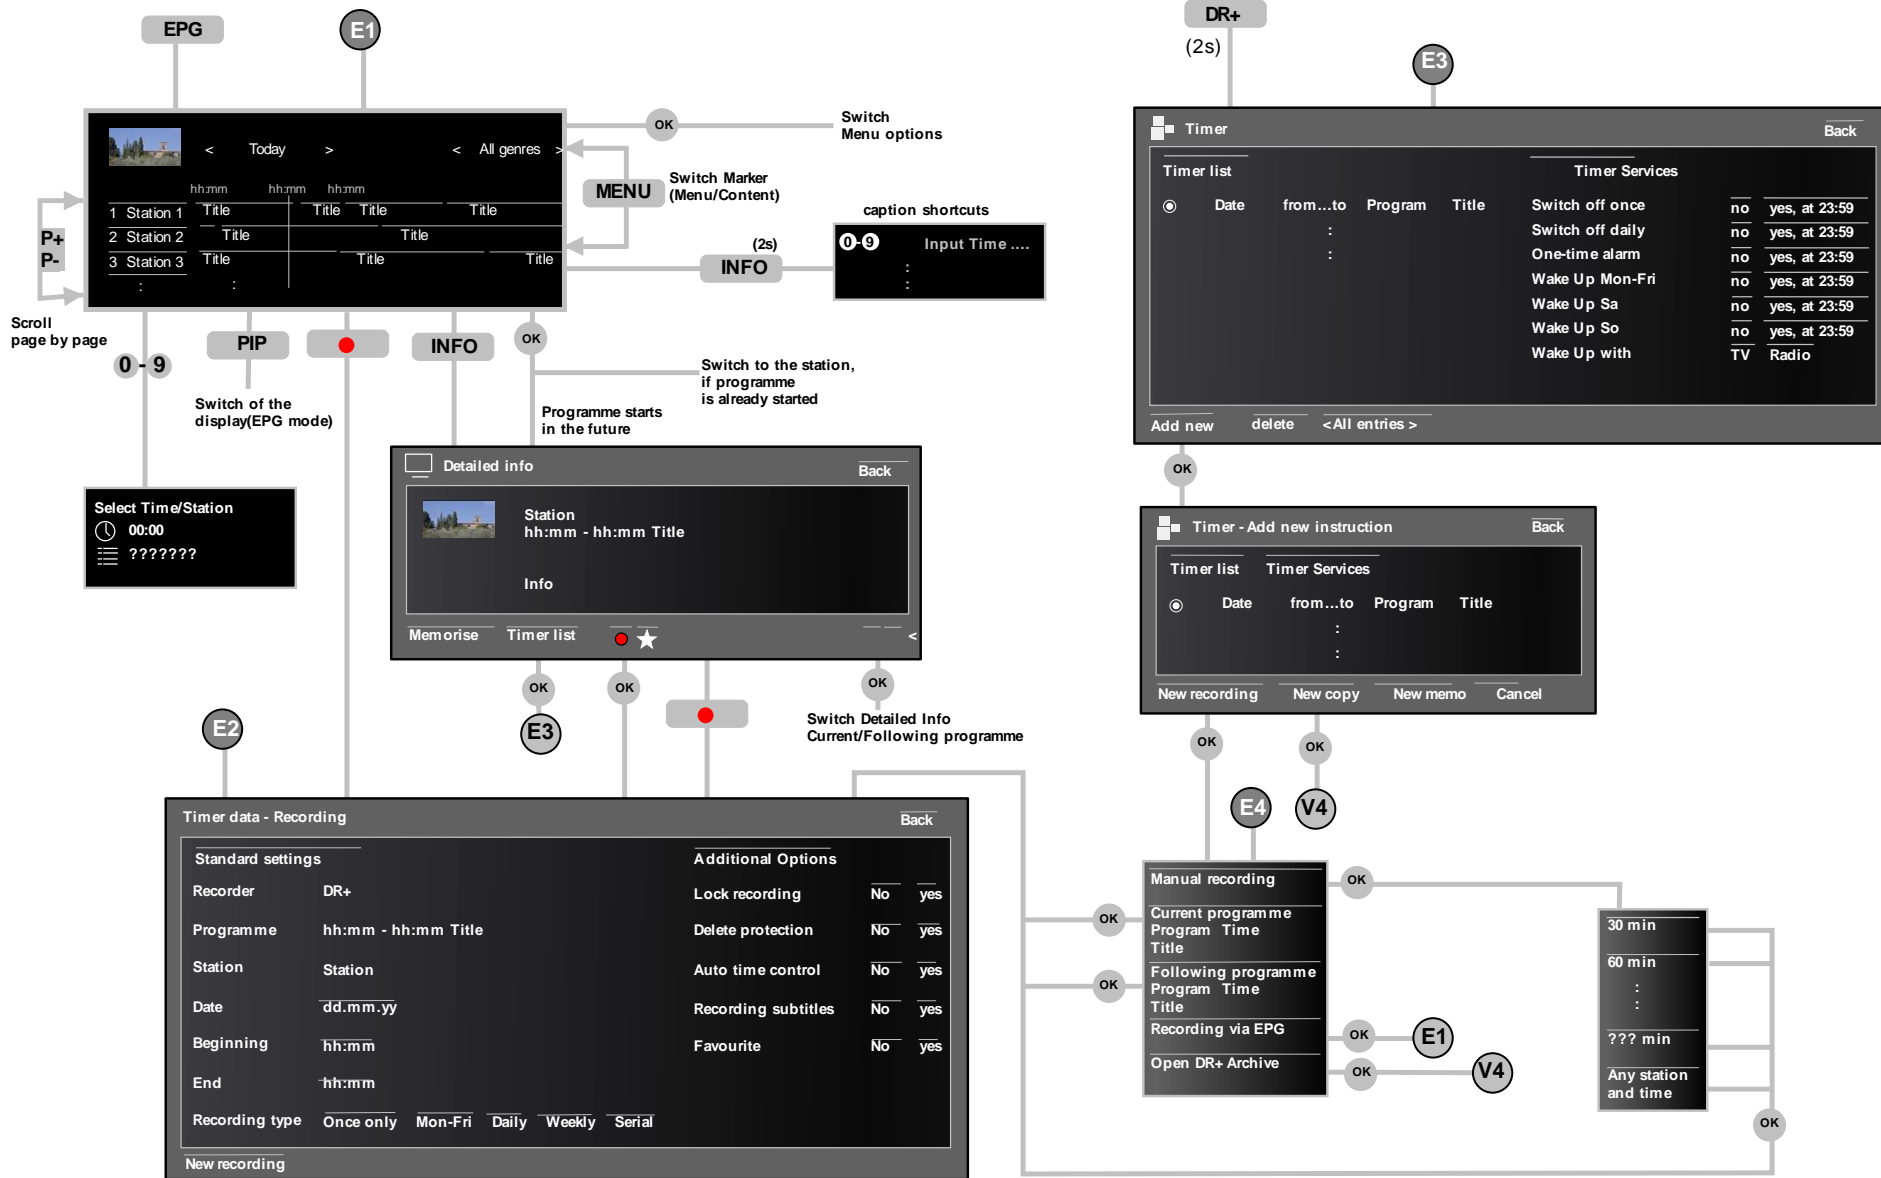 EPG
E1
< Today > < All genres >
hh:mm hh:mm hh:mm
1 Station 1 Title Title Title Title
2 Station 2 Title Title
3 Station 3 Title Title Title
: :
P+
P-
Scroll
page by page
OK
Switch
Menu options
MENU
Switch Marker
(Menu/Content)
(2s)
INFO
caption shortcuts
0-9 Input Time ....
:
:
0 - 9
PIP
INFO
OK
Switch of the
display(EPG mode)
Switch to the station,
if programme
is already started
Programme starts
in the future
Select Time/Station
00:00
???????
Detailed info
Back
Station
hh:mm - hh:mm Title
Info
Memorise Timer list <
OK
OK
OK
E3
Switch Detailed Info
Current/Following programme
E2
Timer data - Recording
Back
Standard settings
Additional Options
Recorder DR+
Lock recording No yes
Programme hh:mm - hh:mm Title
Delete protection No yes
Station Station
Auto time control No yes
Date dd.mm.yy
Recording subtitles No yes
Beginning hh:mm
Favourite No yes
End hh:mm
Recording type Once only Mon-Fri Daily Weekly Serial
New recording
DR+
(2s)
E3
Timer
Back
Timer list
Timer Services
Date from...to Program Title
:
:
Switch off once no yes, at 23:59
Switch off daily no yes, at 23:59
One-time alarm no yes, at 23:59
Wake Up Mon-Fri no yes, at 23:59
Wake Up Sa no yes, at 23:59
Wake Up So no yes, at 23:59
Wake Up with TV Radio
Add new delete <All entries >
OK
Timer - Add new instruction
Back
Timer list Timer Services
Date from...to Program Title
:
:
New recording New copy New memo Cancel
OK
OK
E4
V4
Manual recording
OK
Current programme
Program Time
Title
OK
Following programme
Program Time
Title
OK
Recording via EPG
OK
E1
Open DR+ Archive
OK
V4
30 min
60 min
:
:
??? min
Any station
and time
OK